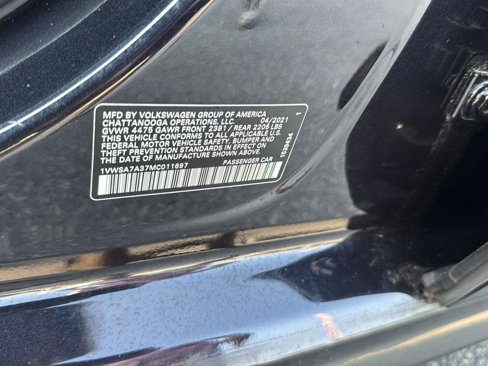 MFD BY VOLKSWAGEN GROUP OF AMERICA
CHATTANOOGA OPERATIONS, LLC. 04/2021 1
GVWR 4475 GAWR FRONT 2381 / REAR 2205 LBS
THIS VEHICLE CONFORMS TO ALL APPLICABLE U.S.
FEDERAL MOTOR VEHICLE SAFETY, BUMPER AND
THEFT PREVENTION STANDARDS IN EFFECT ON
THE DATE OF MANUFACTURE SHOWN ABOVE
1VWSA7A37MC011697 PASSENGER CAR